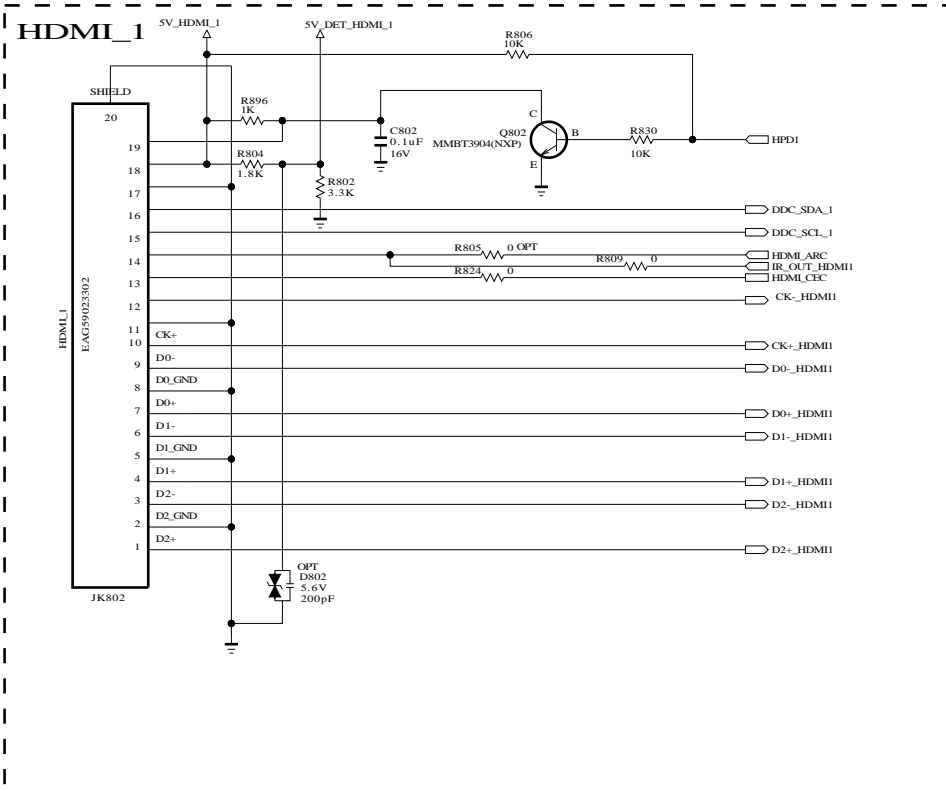 HDMI_1
5V_HDMI_1
5V_DET_HDMI_1
R806
10K
SHIELD
20
R896
1K
C802
0.1uF
16V
C
Q802
MMBT3904(NXP)
B
E
R830
10K
HPD1
19
R804
1.8K
18
R802
3.3K
17
16
DDC_SDA_1
15
DDC_SCL_1
14
R805
0 OPT
HDMI_ARC
R809
0
IR_OUT_HDMI1
13
R824
0
HDMI_CEC
12
CK-_HDMI1
11
CK+
10
CK+_HDMI1
D0-
9
D0-_HDMI1
D0_GND
8
D0+
7
D0+_HDMI1
D1-
6
D1-_HDMI1
D1_GND
5
D1+
4
D1+_HDMI1
D2-
3
D2-_HDMI1
D2_GND
2
D2+
1
D2+_HDMI1
HDMI_1
EAG59023302
JK802
OPT
D802
5.6V
200pF